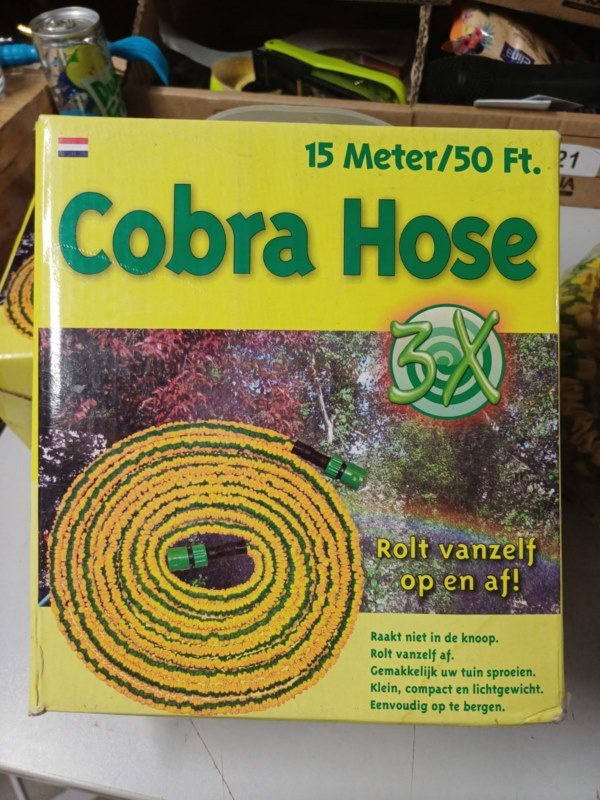 15 Meter/50 Ft.
21
Cobra Hose
3X
Rolt vanzelf
op en af!
Raakt niet in de knoop.
Rolt vanzelf af.
Gemakkelijk uw tuin sproeien.
Klein, compact en lichtgewicht.
Eenvoudig op te bergen.